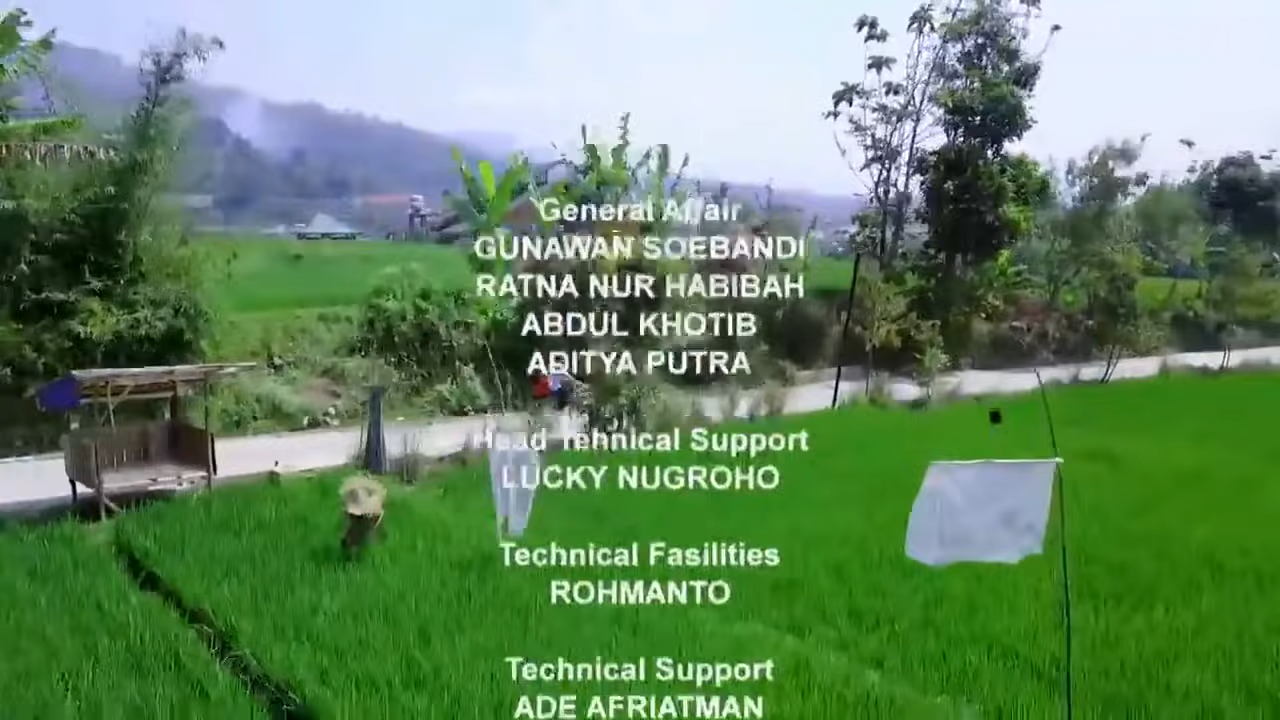 General Affair
GUNAWAN SOEBANDI
RATNA NUR HABIBAH
ABDUL KHOTIB
ADITYA PUTRA
Head Tehnical Support
LUCKY NUGROHO
Technical Fasilities
ROHMANTO
Technical Support
ADE AFRIATMAN